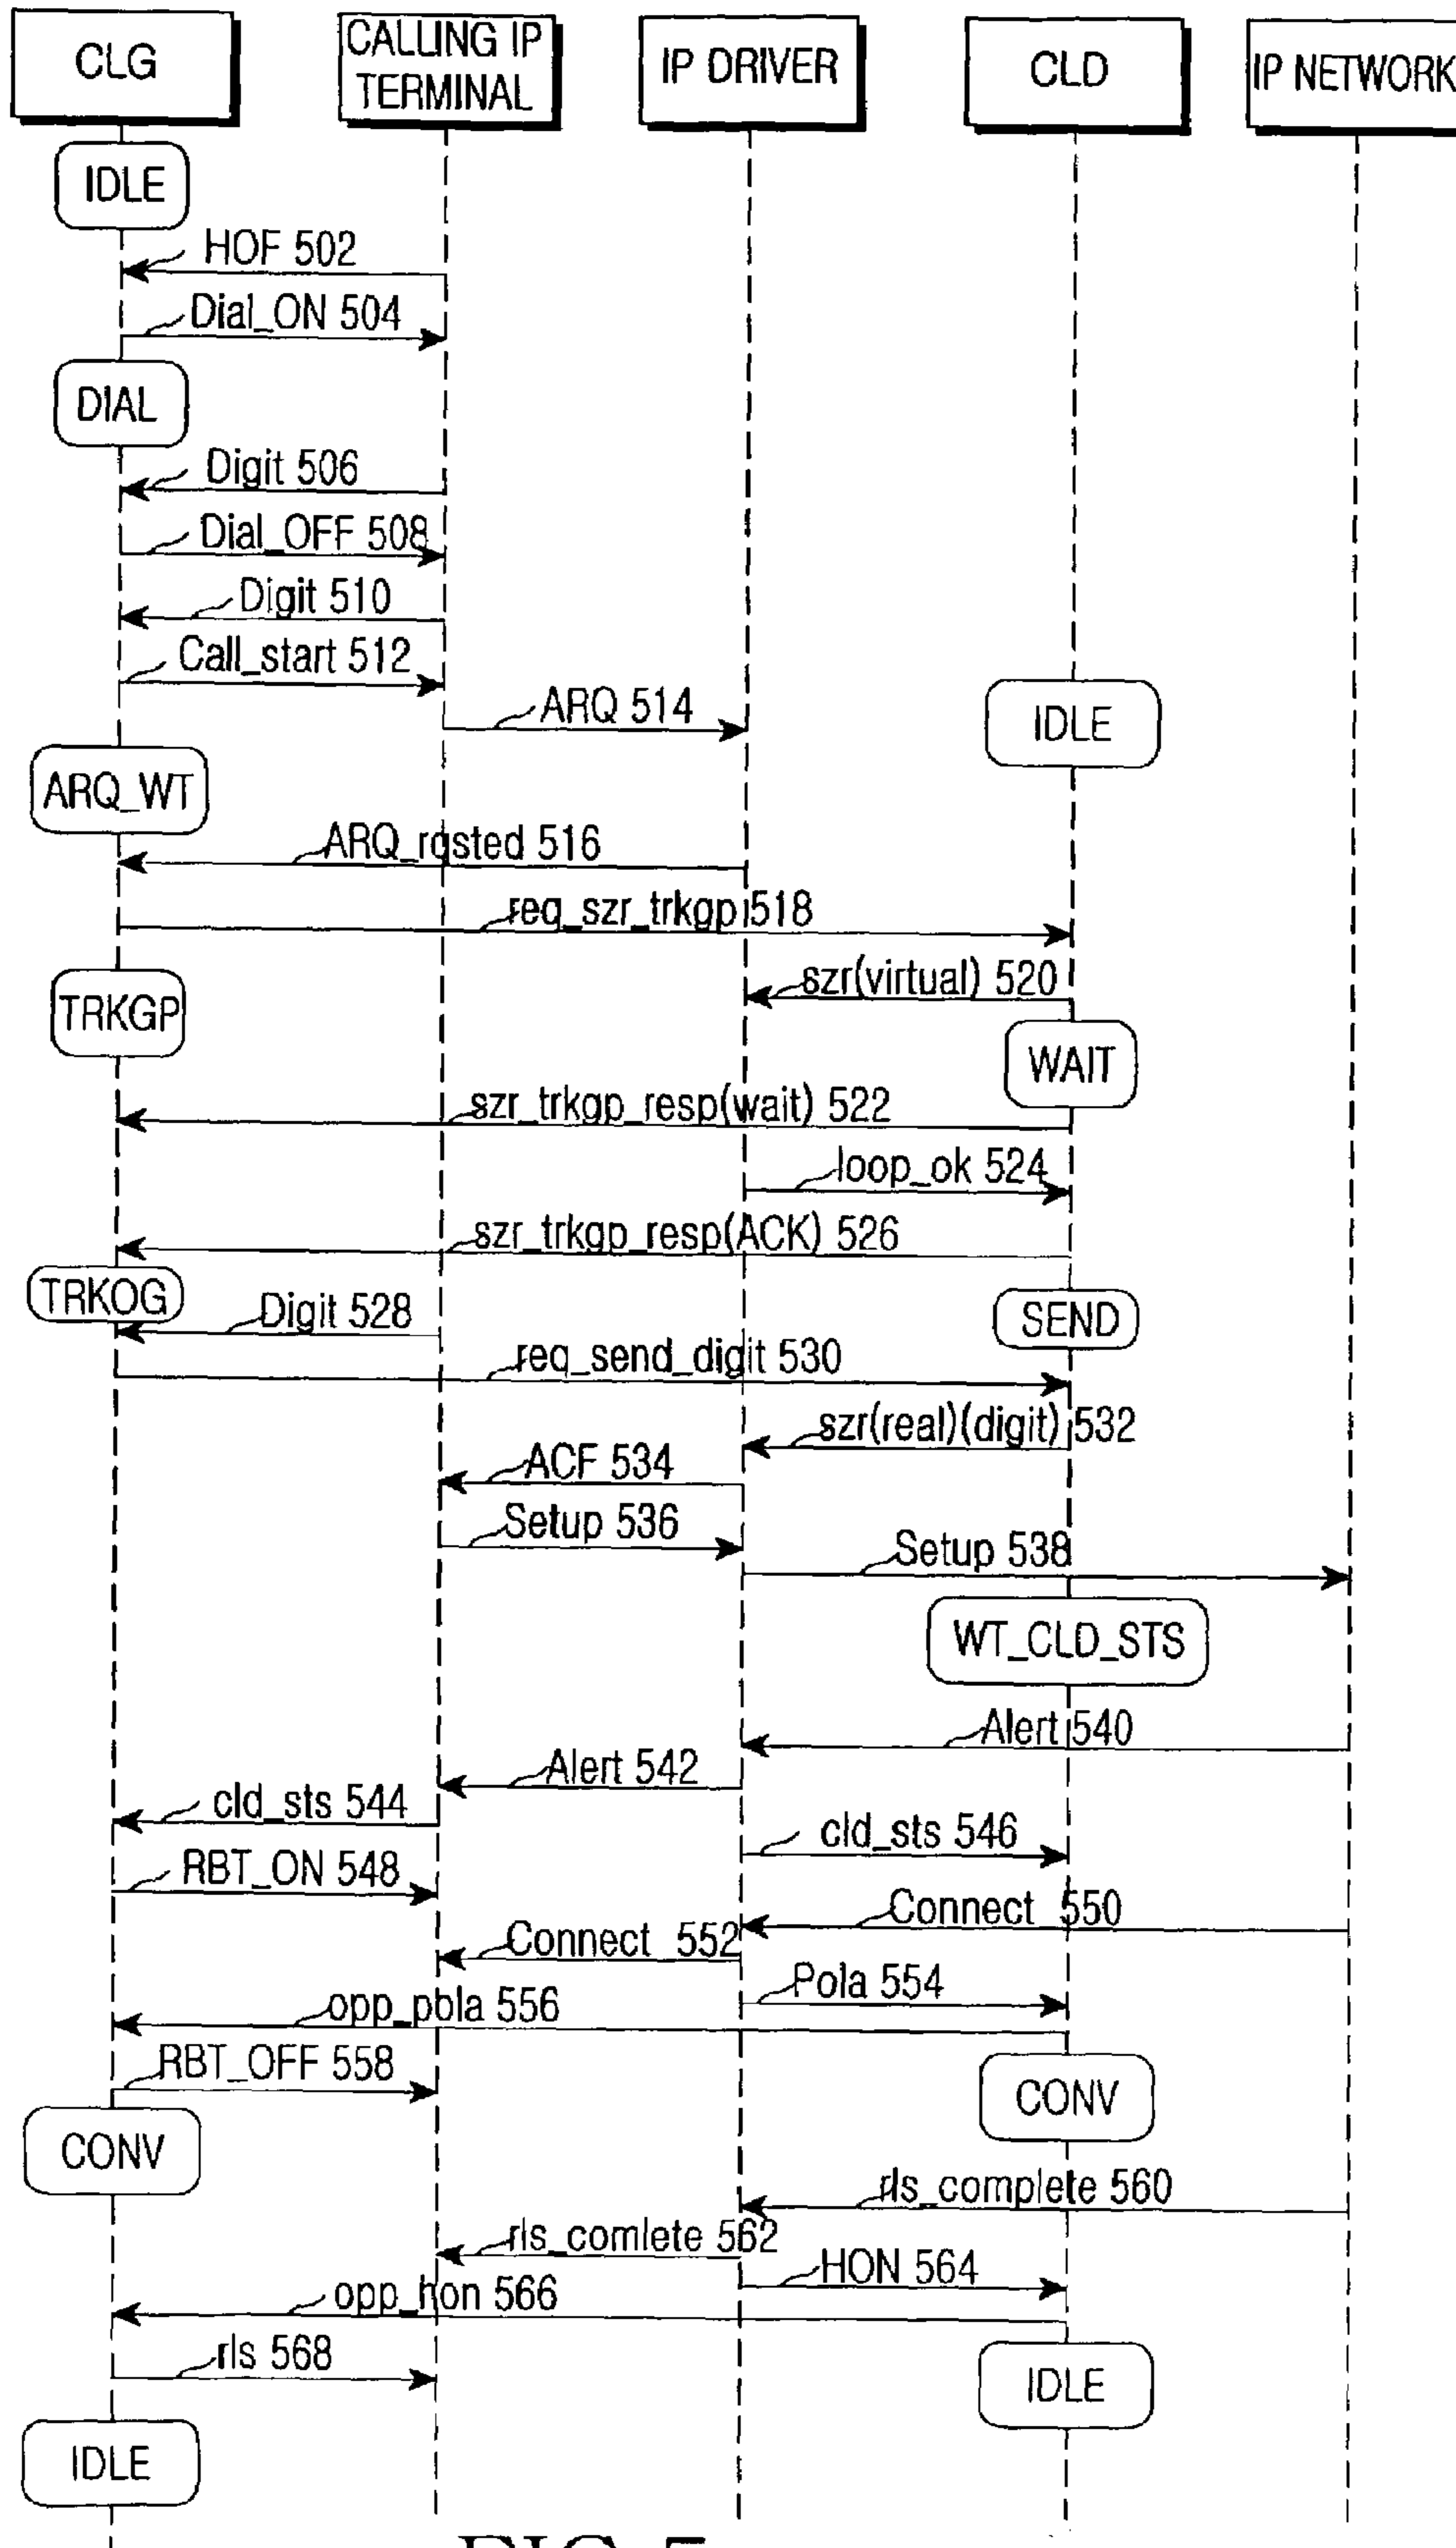 CLG
CALLING IP
TERMINAL
IP DRIVER
CLD
IP NETWORK
IDLE
HOF 502
Dial_ON 504
DIAL
Digit 506
Dial_OFF 508
Digit 510
Call_start 512
ARQ 514
IDLE
ARQ_WT
ARQ_rqsted 516
req_szr_trkgp 518
szr(virtual) 520
TRKGP
WAIT
szr_trkgp_resp(wait) 522
loop_ok 524
szr_trkgp_resp(ACK) 526
TRKOG
SEND
Digit 528
req_send_digit 530
szr(real)(digit) 532
ACF 534
Setup 536
Setup 538
WT_CLD_STS
Alert 540
Alert 542
cld_sts 544
cld_sts 546
RBT_ON 548
Connect 550
Connect 552
Pola 554
opp_pola 556
RBT_OFF 558
CONV
CONV
rls_complete 560
rls_comlete 562
HON 564
opp_hon 566
rls 568
IDLE
IDLE